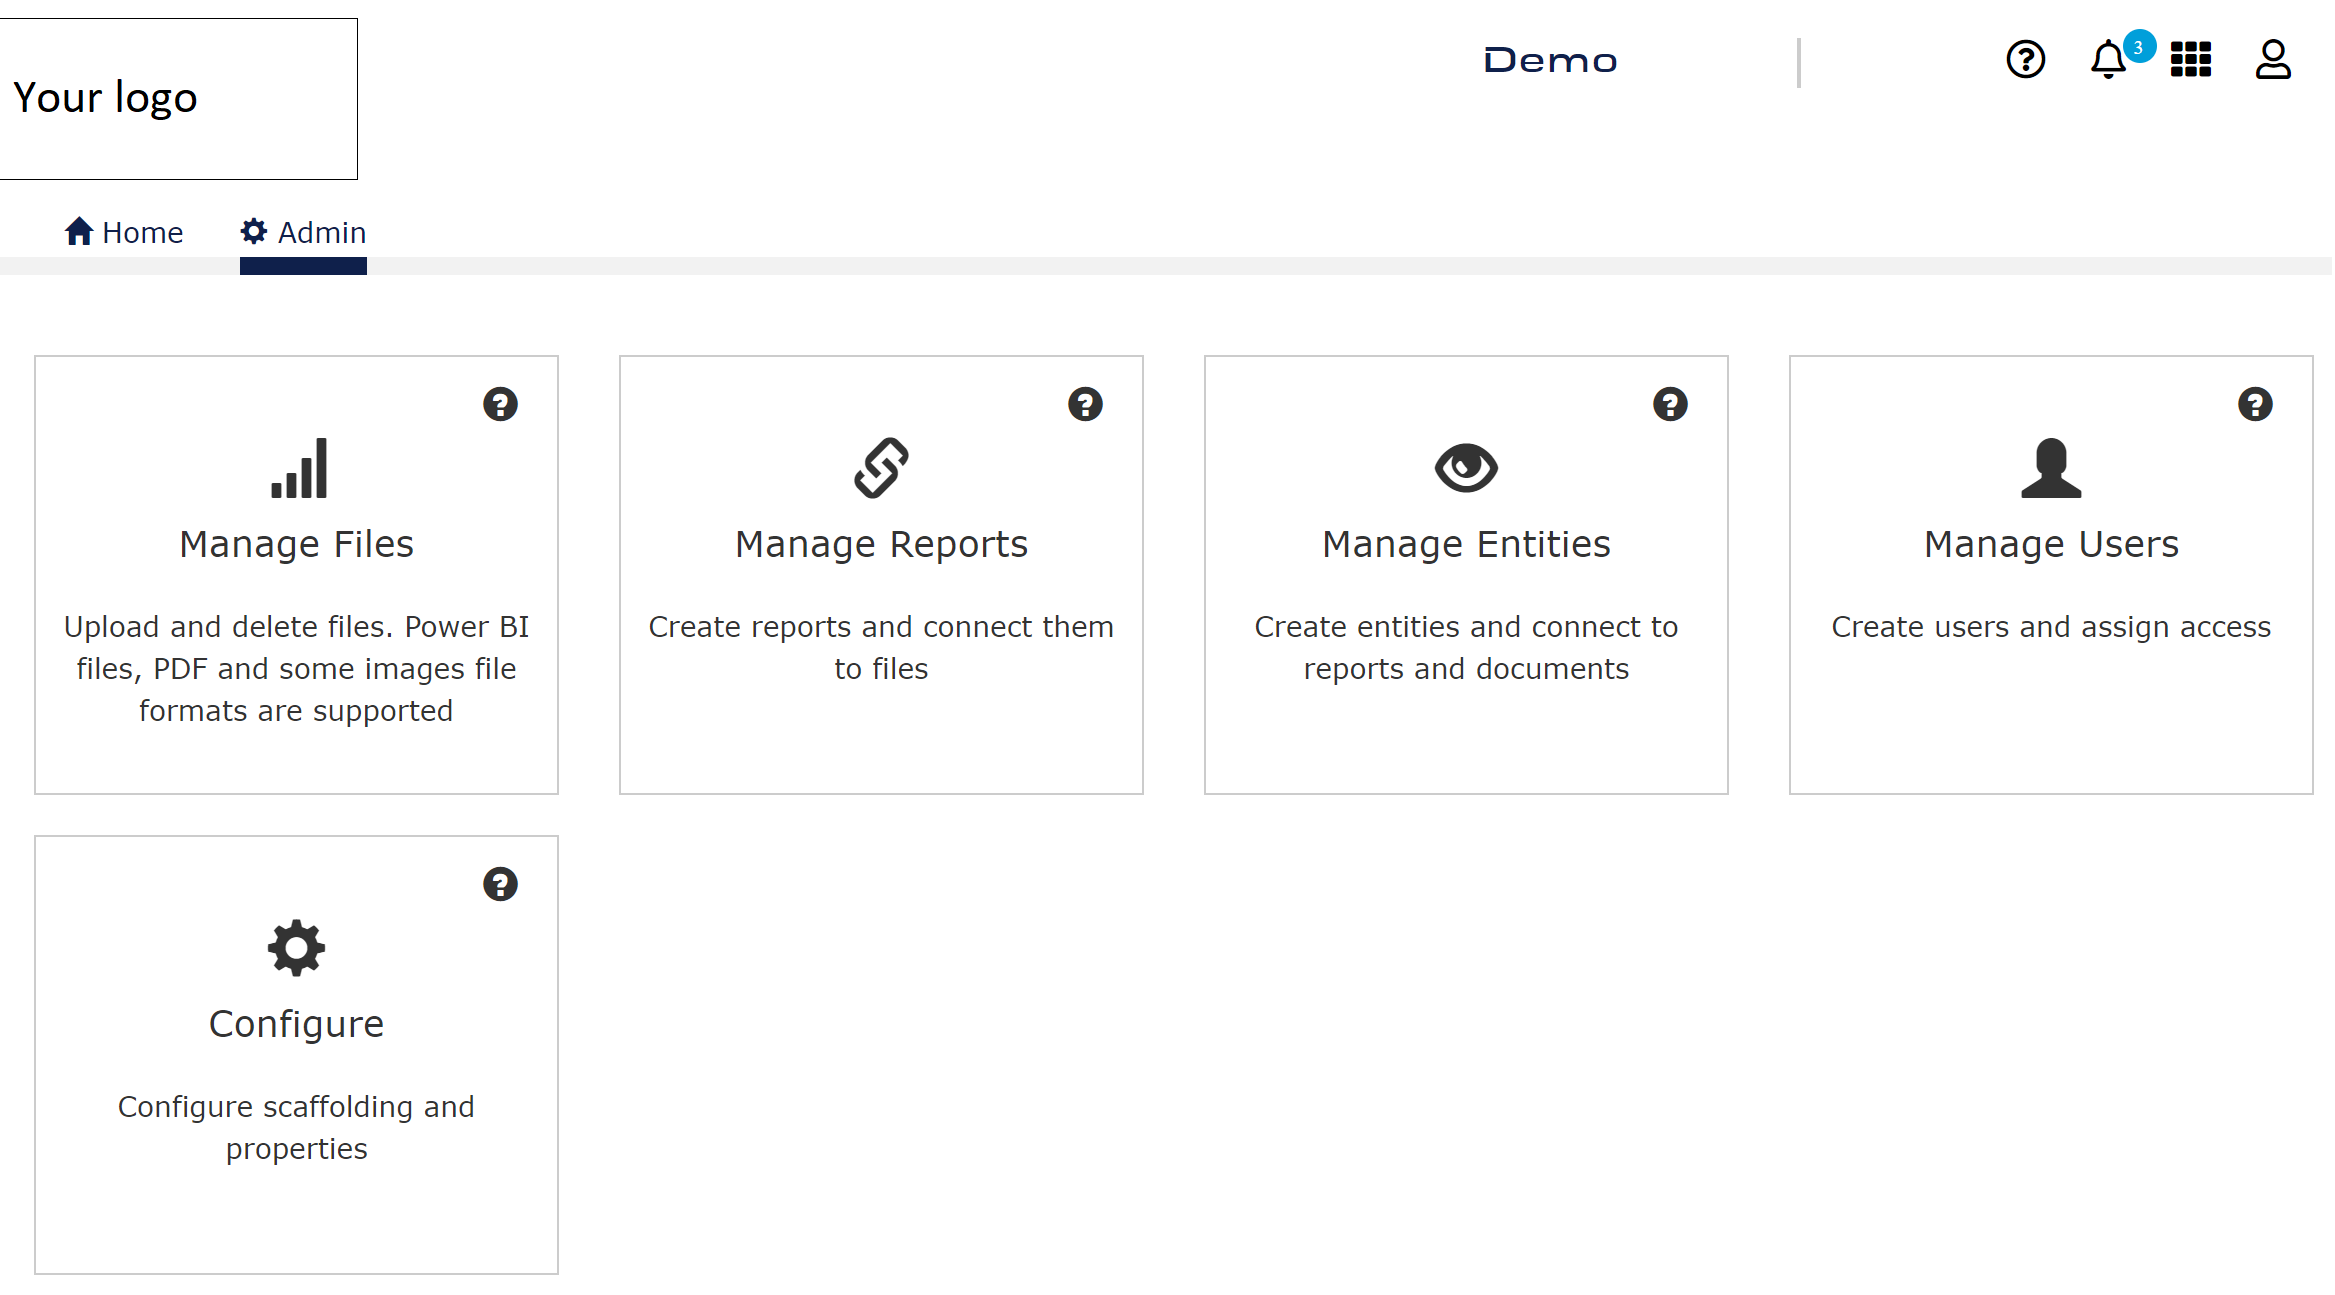 Your logo
Demo
3
Home
Admin
Manage Files
Upload and delete files. Power BI
files, PDF and some images file
formats are supported
Manage Reports
Create reports and connect them
to files
Manage Entities
Create entities and connect to
reports and documents
Manage Users
Create users and assign access
Configure
Configure scaffolding and
properties